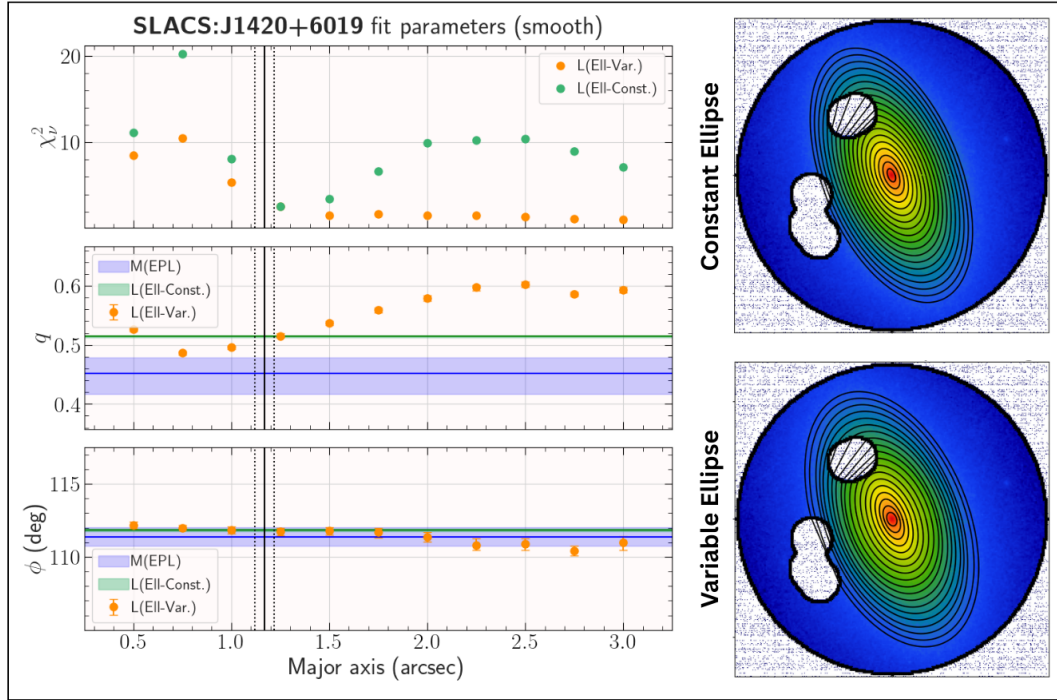 SLACS:J1420+6019 fit parameters (smooth)
20
10
χ²ᵥ
L(Ell-Var.)
L(Ell-Const.)
0.6
0.5
0.4
q
M(EPL)
L(Ell-Const.)
L(Ell-Var.)
115
110
ϕ (deg)
M(EPL)
L(Ell-Const.)
L(Ell-Var.)
0.5 1.0 1.5 2.0 2.5 3.0
Major axis (arcsec)
Constant Ellipse
Variable Ellipse